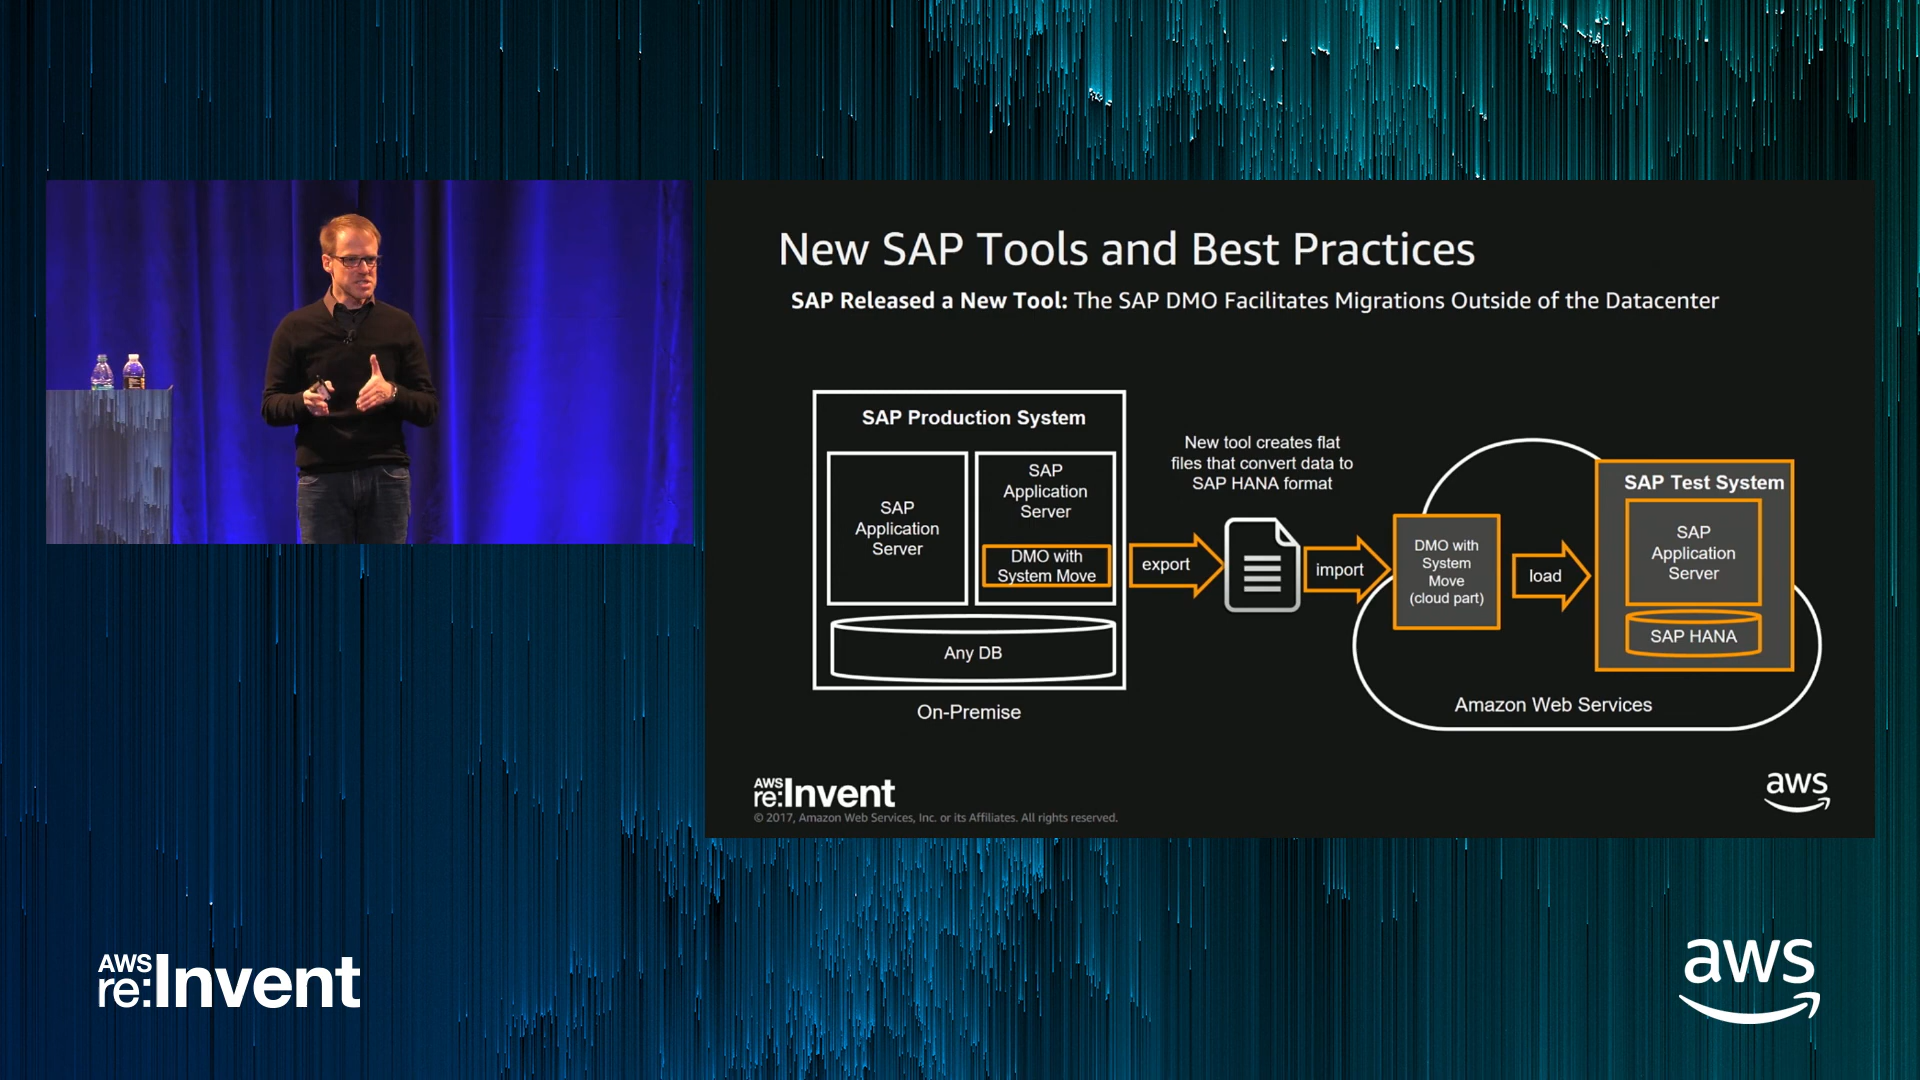 New SAP Tools and Best Practices
SAP Released a New Tool: The SAP DMO Facilitates Migrations Outside of the Datacenter
SAP Production System
SAP
Application
Server
SAP
Application
Server
DMO with
System Move
Any DB
On-Premise
export
New tool creates flat
files that convert data to
SAP HANA format
import
DMO with
System
Move
(cloud part)
load
SAP Test System
SAP
Application
Server
SAP HANA
Amazon Web Services
AWS
re:Invent
© 2017, Amazon Web Services, Inc. or its Affiliates. All rights reserved.
aws
AWS
re:Invent
aws